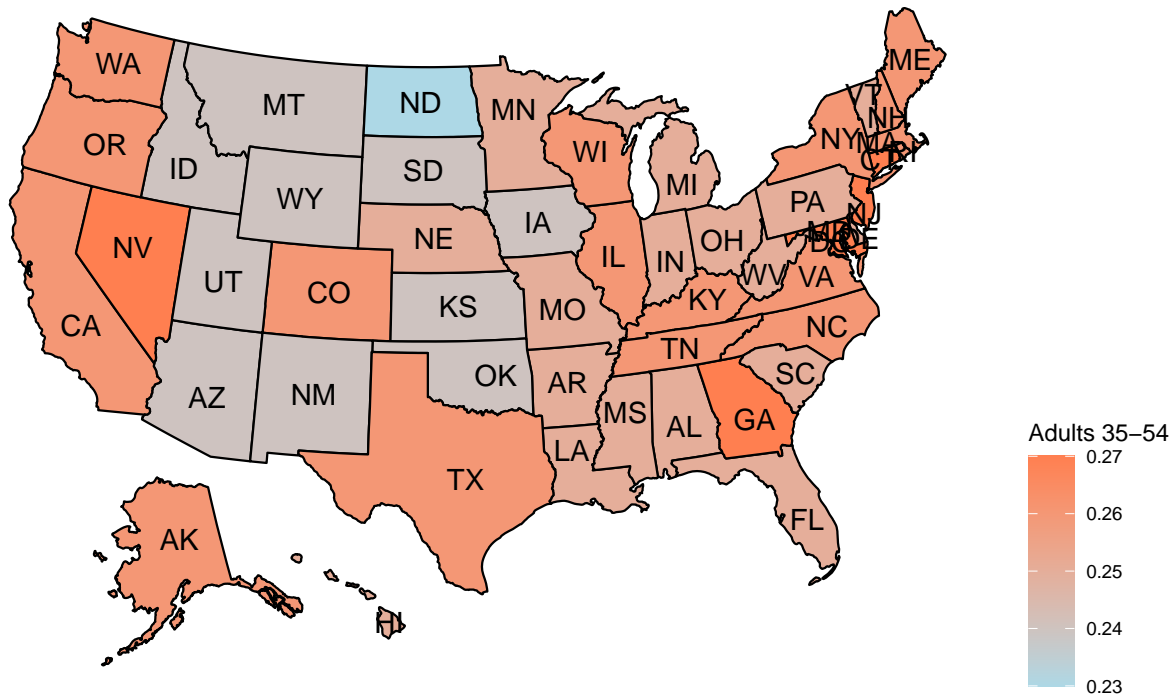 WA
ME
MT
ND
MN
VT
NH
OR
NY
MA
WI
CT
RI
ID
SD
MI
WY
PA
NJ
IA
NV
NE
OH
MD
DC
DE
IL
IN
WV
UT
CO
KS
MO
KY
VA
CA
NC
TN
OK
AR
SC
AZ
NM
MS
AL
GA
LA
TX
FL
AK
HI
Adults 35–54
0.27
0.26
0.25
0.24
0.23